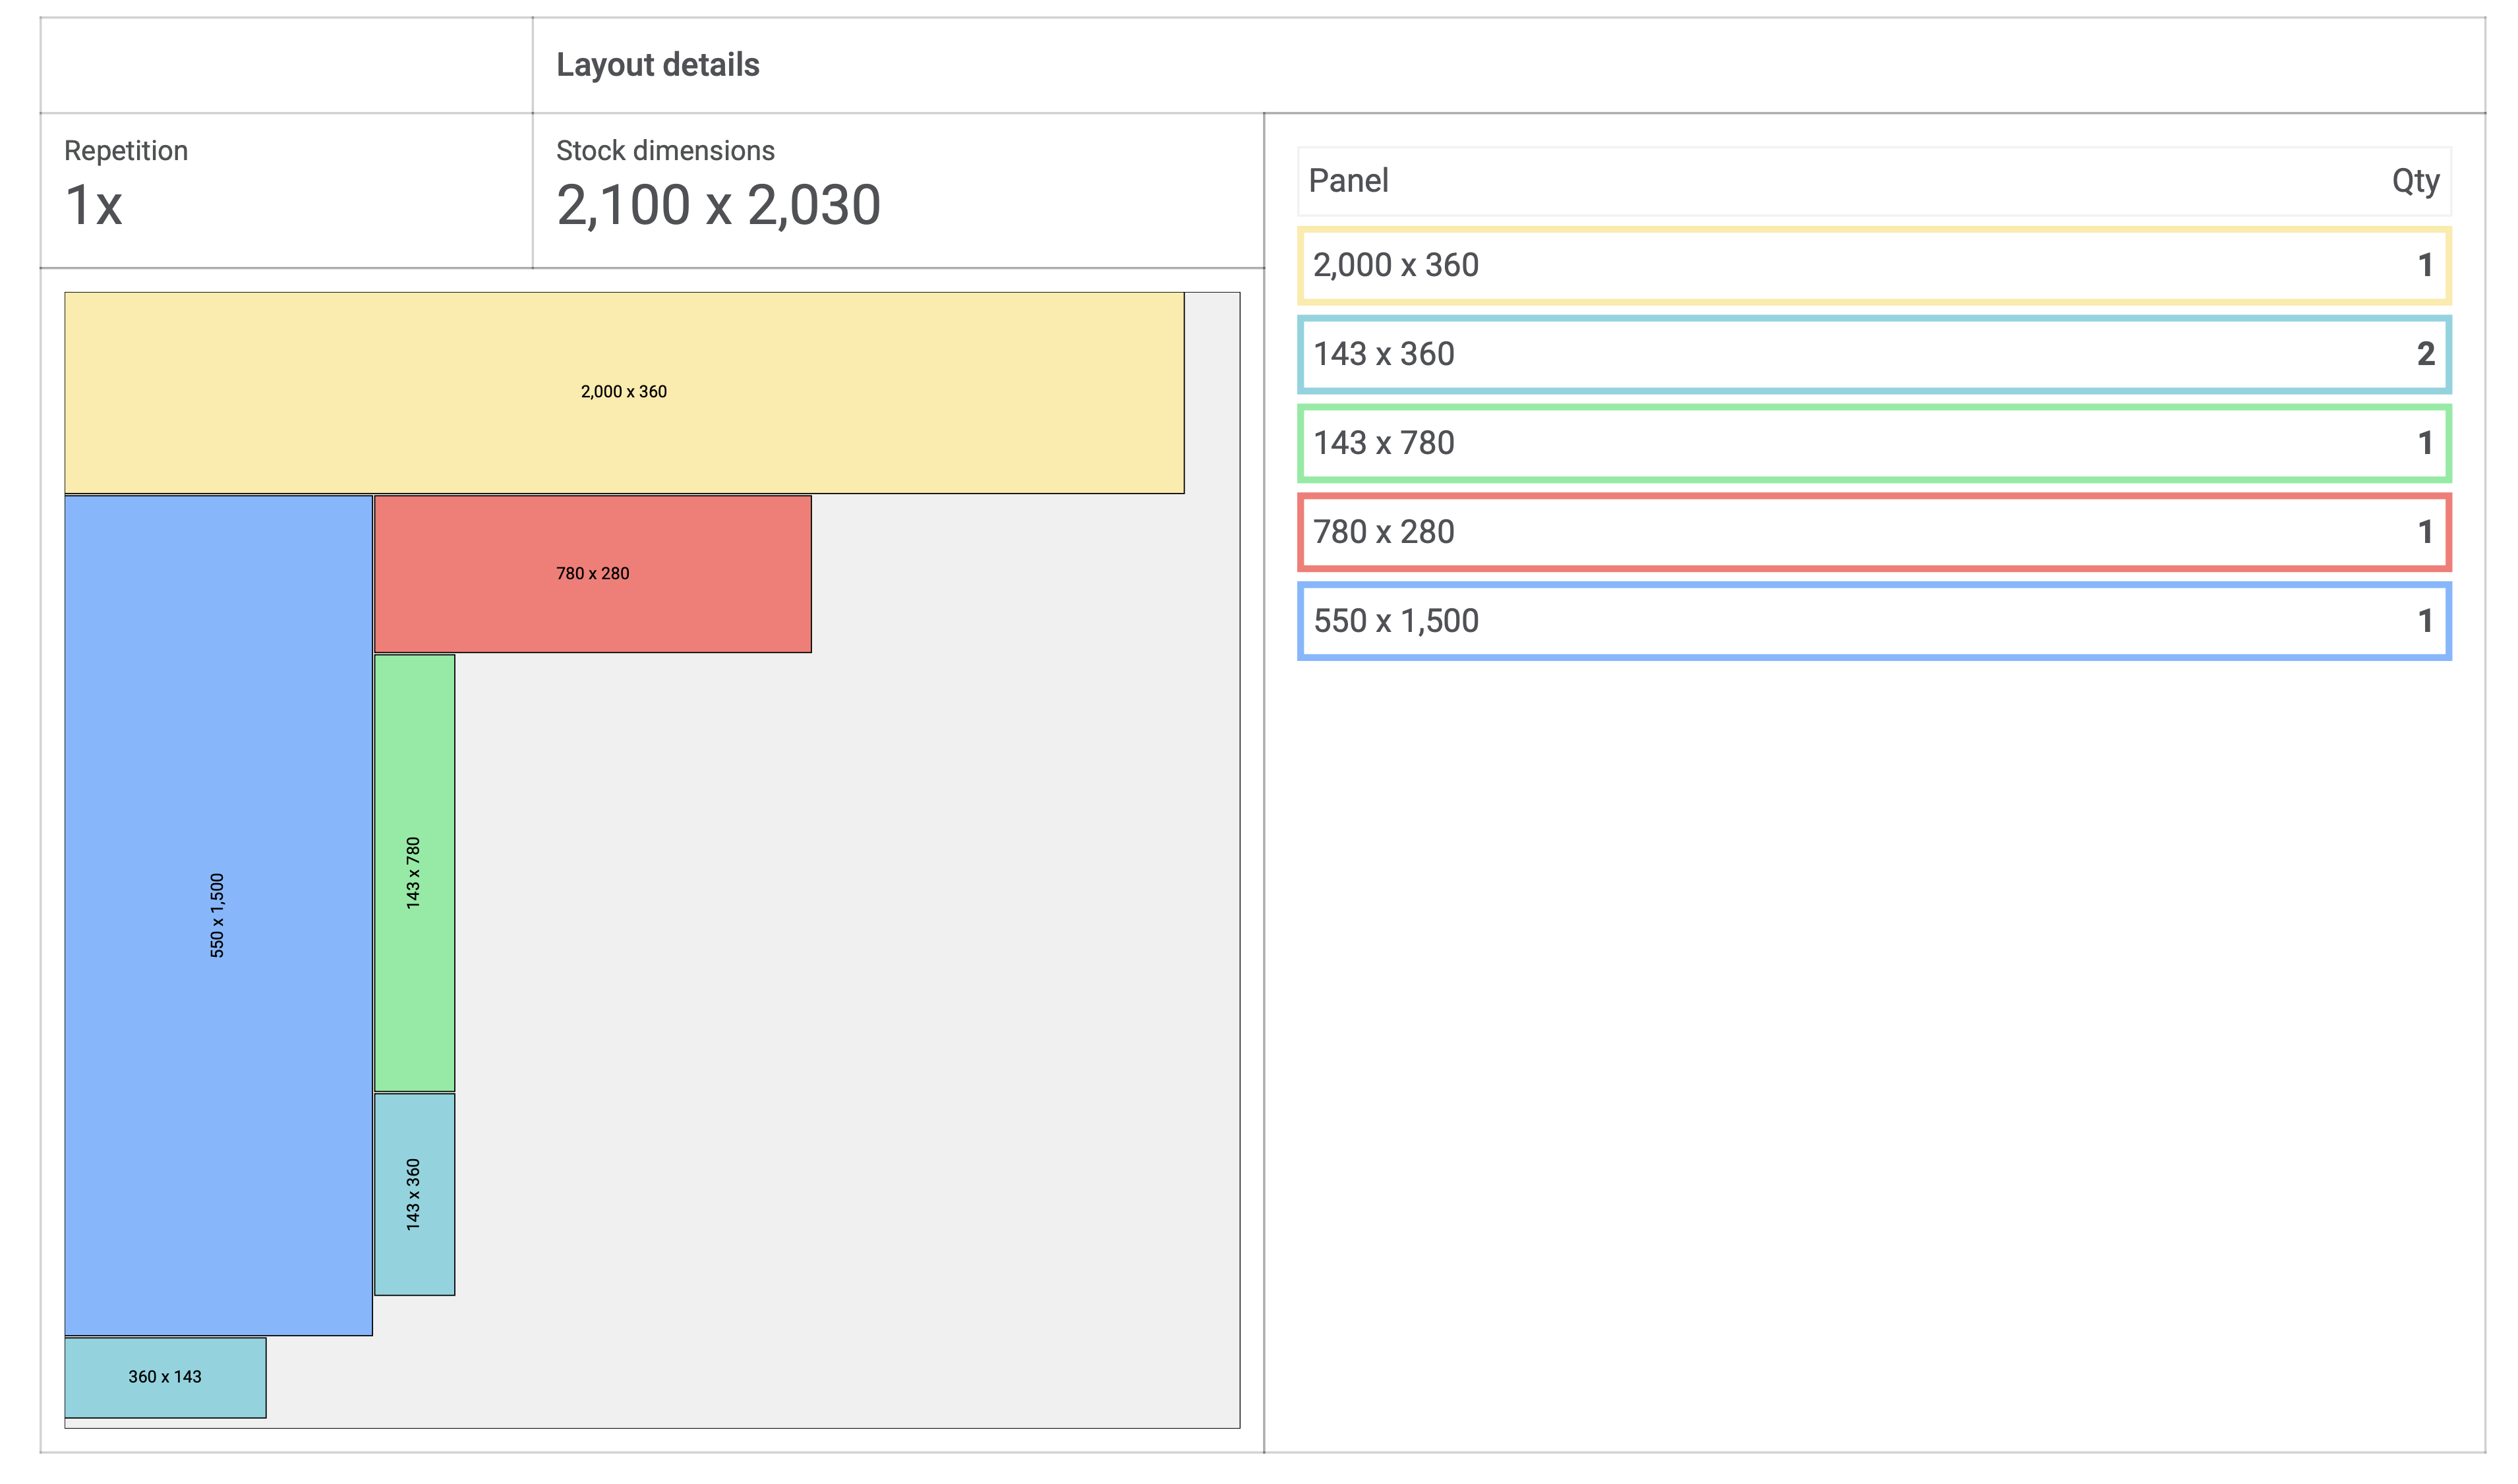 Layout details
Repetition
1x
Stock dimensions
2,100 x 2,030
Panel Qty
2,000 x 360 1
143 x 360 2
143 x 780 1
780 x 280 1
550 x 1,500 1
2,000 x 360
780 x 280
550 x 1,500
143 x 780
143 x 360
360 x 143